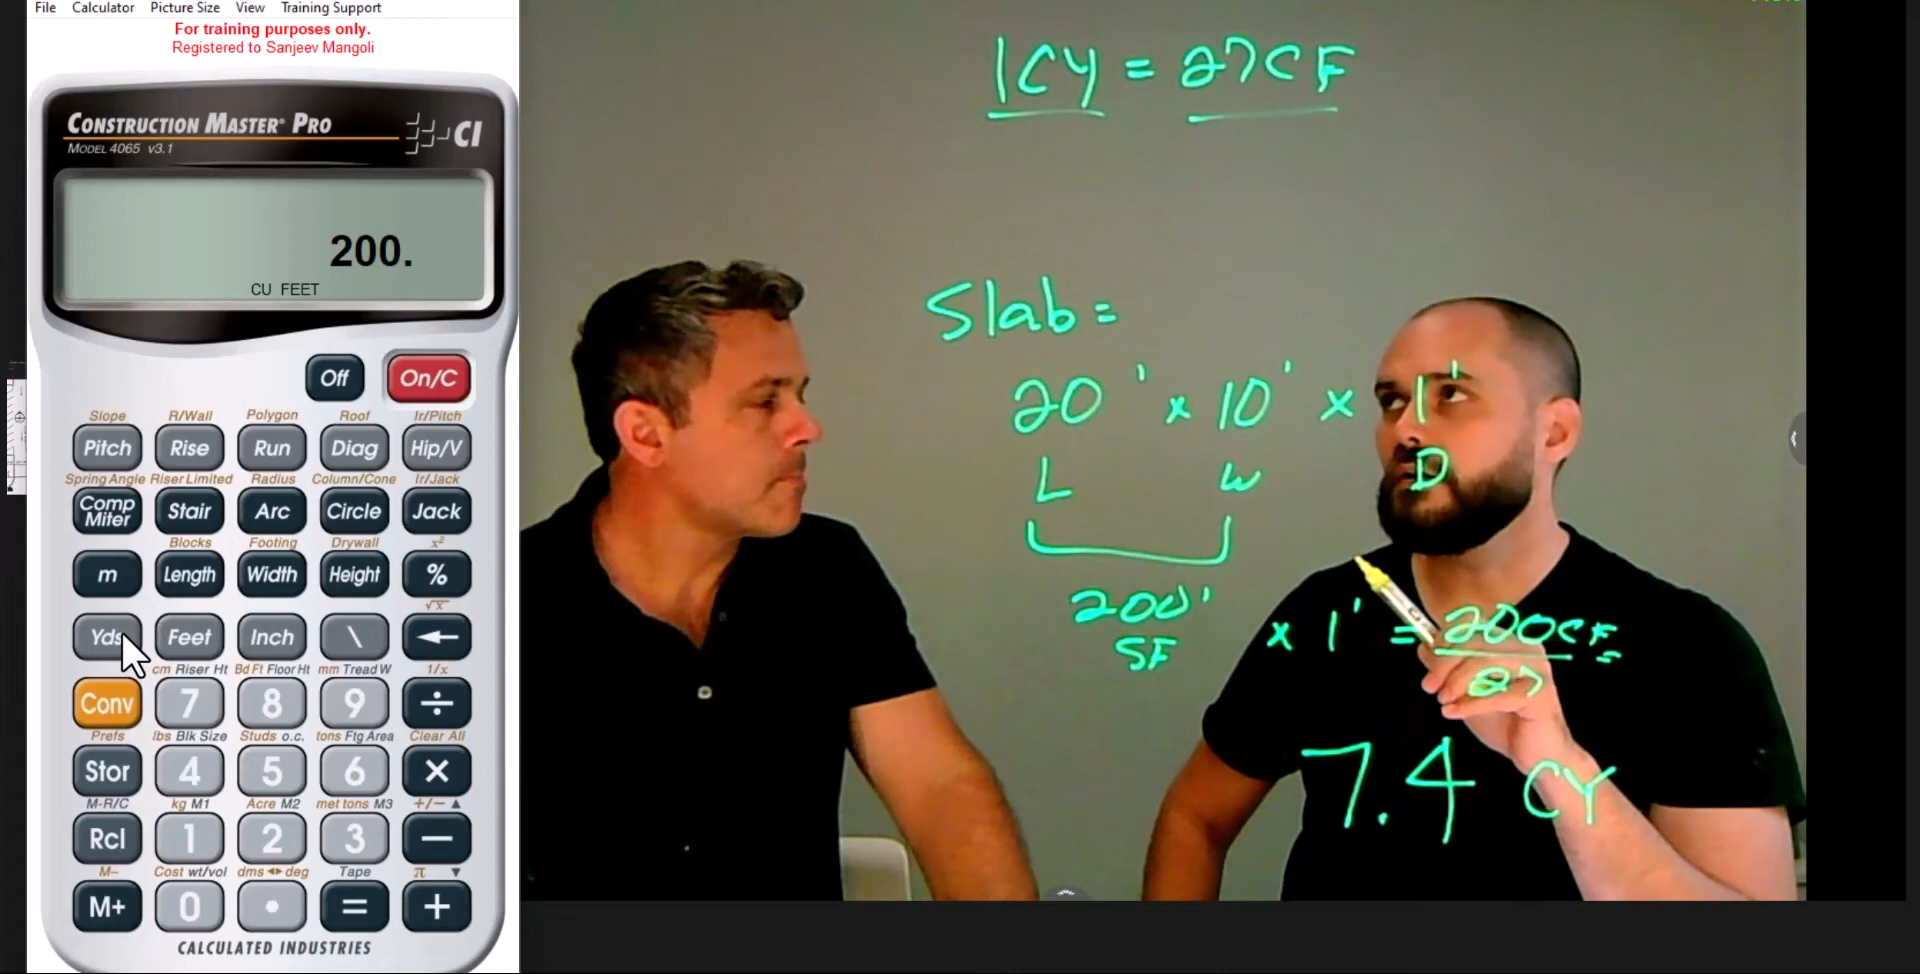 File Calculator Picture Size View Training Support
For training purposes only.
Registered to Sanjeev Mangoli
CONSTRUCTION MASTER® PRO
MODEL 4065 v3.1
CI
200.
CU FEET
Off On/C
Slope R/Wall Polygon Roof Ir/Pitch
Pitch Rise Run Diag Hip/V
Spring Angle Riser Limited Radius Column/Cone Ir/Jack
Comp Miter Stair Arc Circle Jack
Blocks Footing Drywall x²
m Length Width Height %
√x
Yds Feet Inch \ ←
cm Riser Ht Bd Ft Floor Ht mm Tread W 1/x
Conv 7 8 9 ÷
Prefs lbs Blk Size Studs o.c. tons Ftg Area Clear All
Stor 4 5 6 ×
M-R/C kg M1 Acre M2 met tons M3 +/− ▲
Rcl 1 2 3 −
M− Cost wt/vol dms ◄► deg Tape π ▼
M+ 0 • = +
CALCULATED INDUSTRIES
1CY = 27CF
Slab =
20' x 10' x 1'
L W D
200' x 1' = 200CF =
SF 27
7.4 CY